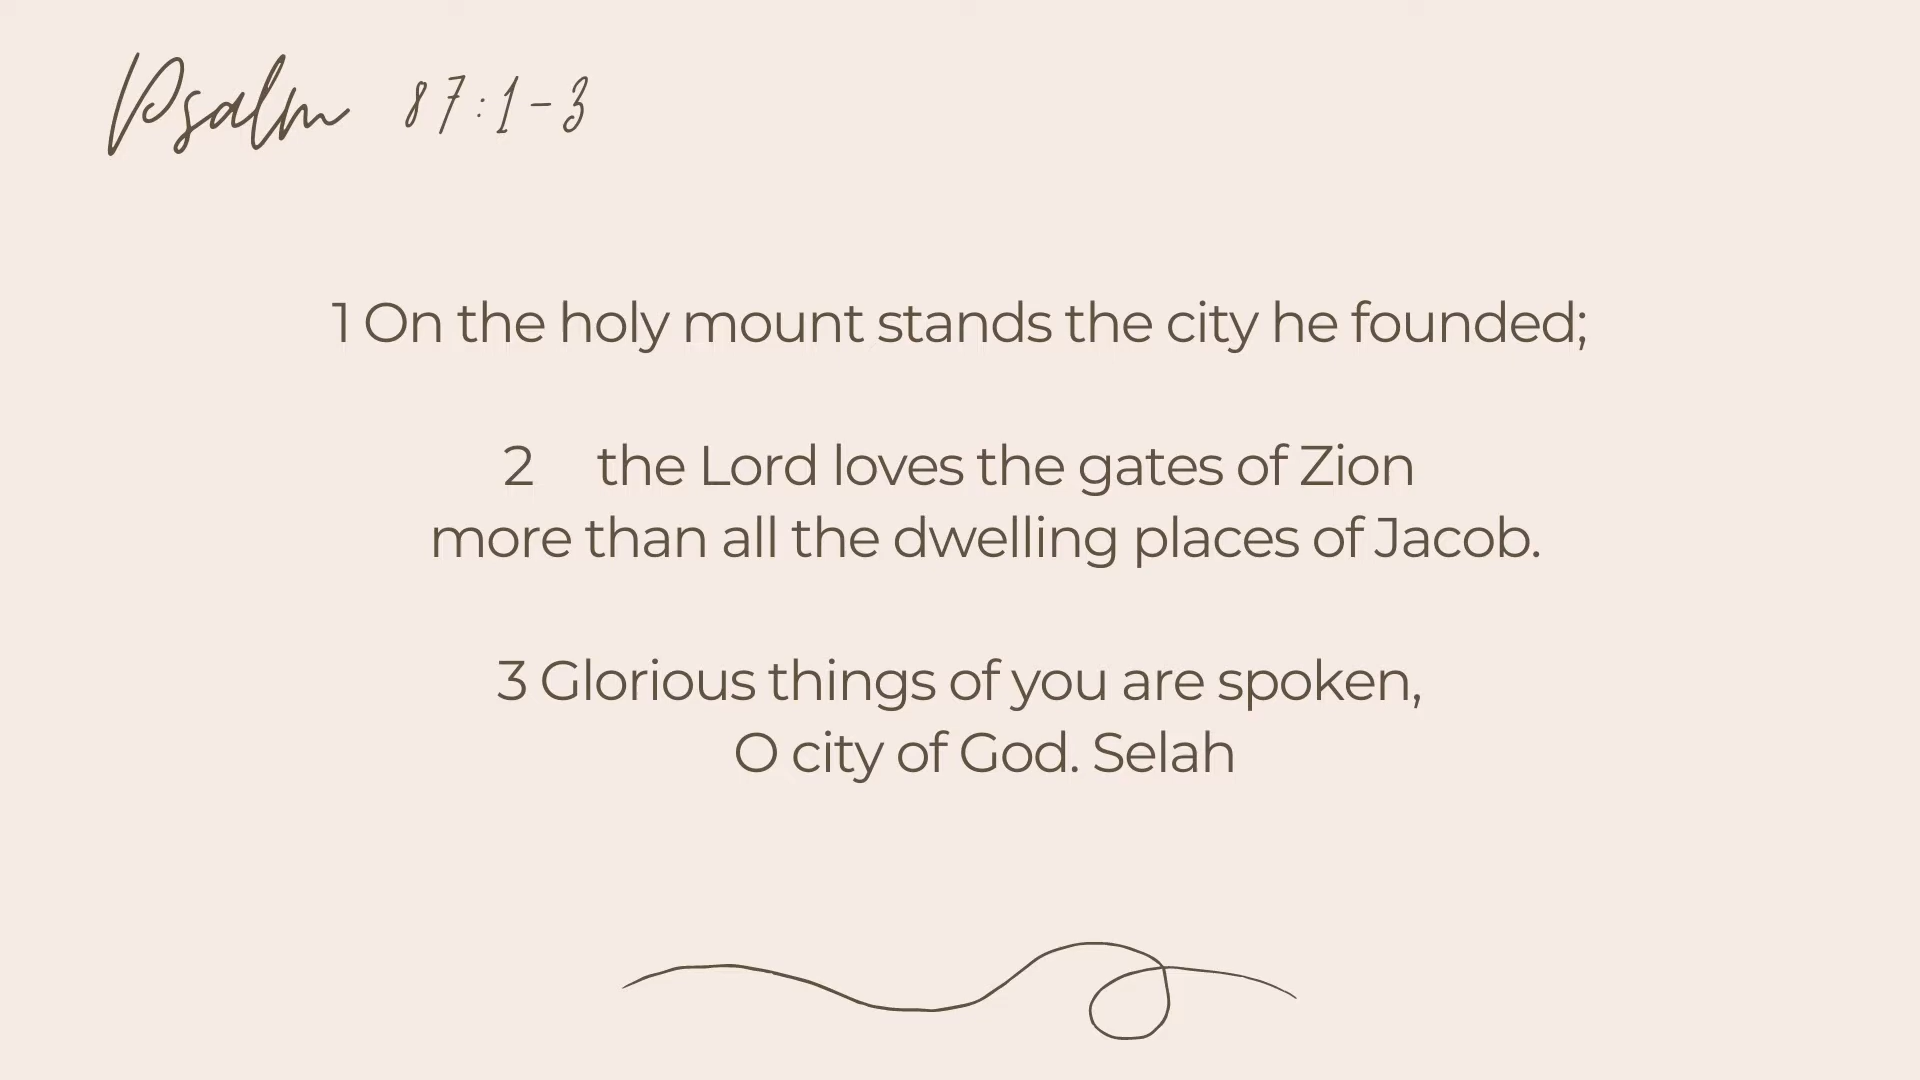 Psalm 87:1-3
1 On the holy mount stands the city he founded;
2 the Lord loves the gates of Zion
more than all the dwelling places of Jacob.
3 Glorious things of you are spoken,
O city of God. Selah